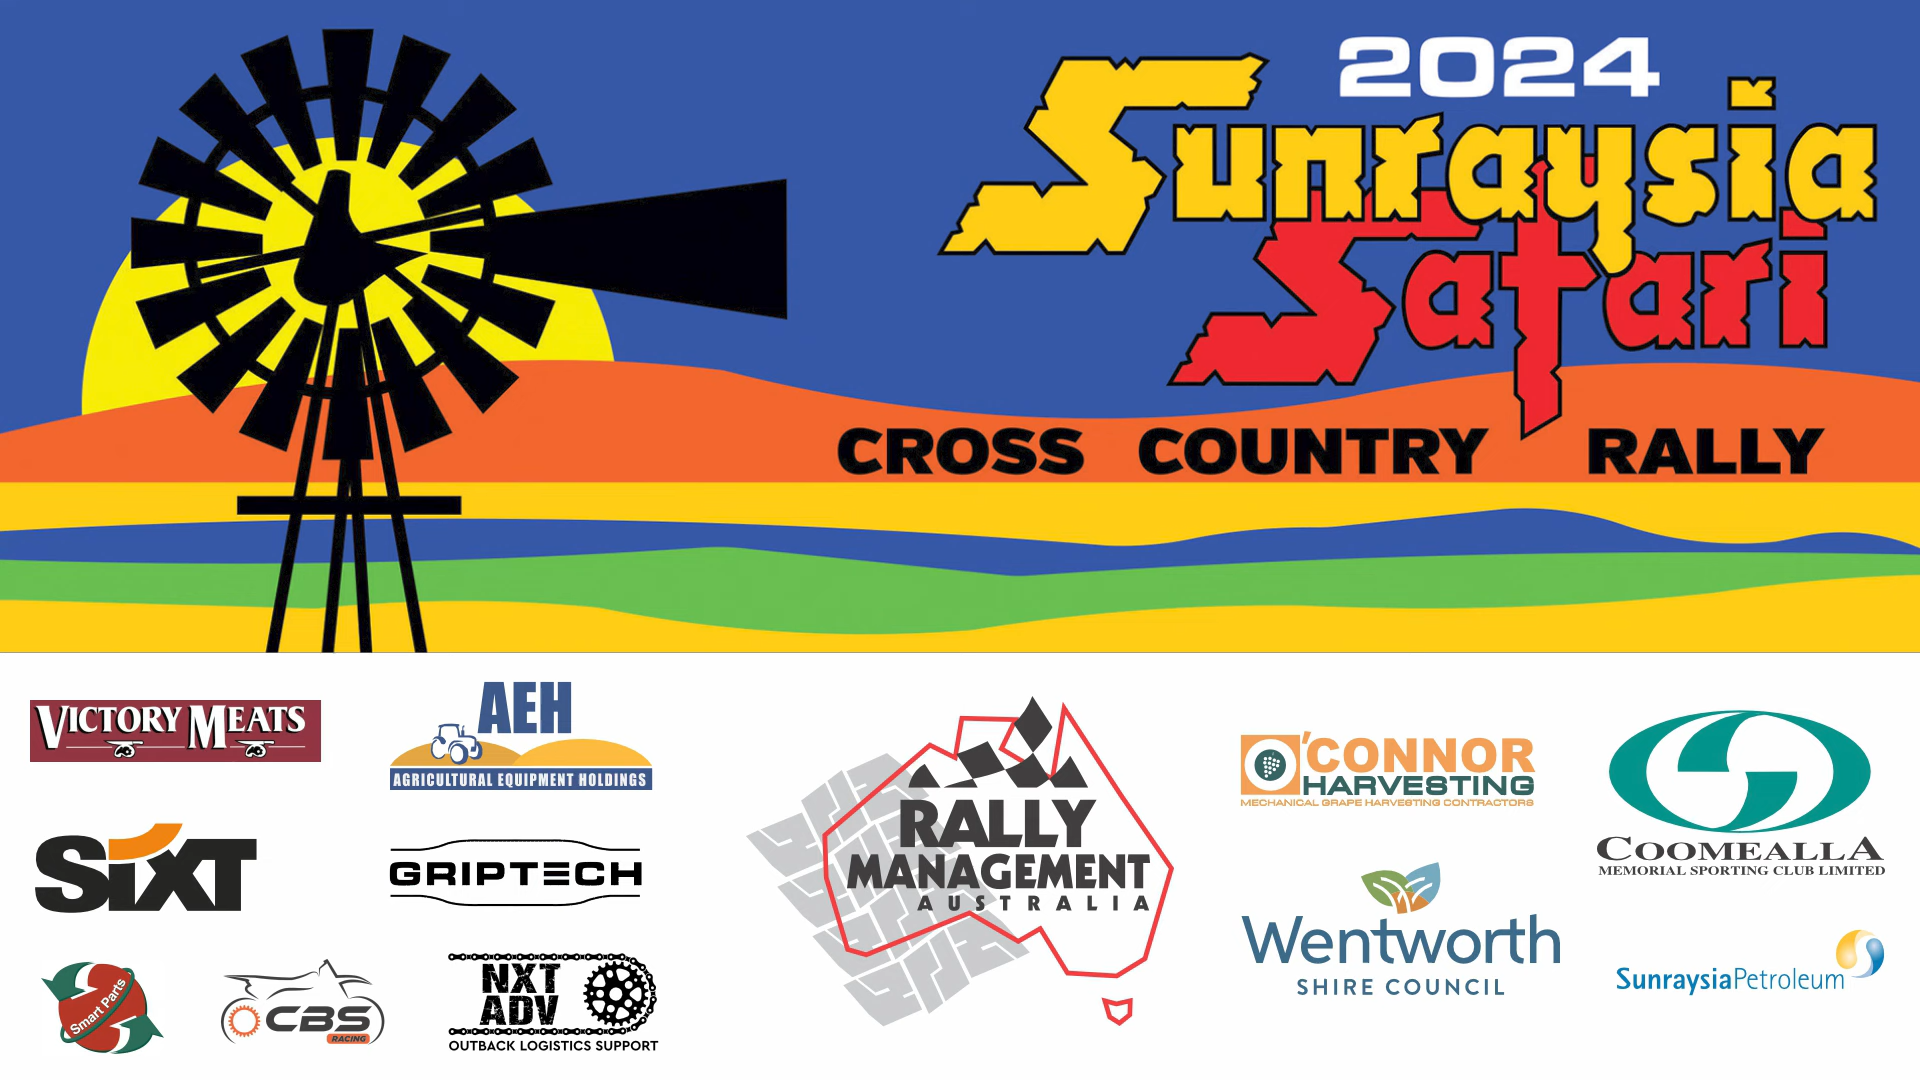 2024
Sunraysia
Safari
CROSS COUNTRY RALLY
VICTORY MEATS
AEH
AGRICULTURAL EQUIPMENT HOLDINGS
SiXT
GRIPTECH
Smart Parts
CBS
RACING
NXT
ADV
OUTBACK LOGISTICS SUPPORT
RALLY
MANAGEMENT
AUSTRALIA
O'CONNOR
HARVESTING
MECHANICAL GRAPE HARVESTING CONTRACTORS
Wentworth
SHIRE COUNCIL
COOMEALLA
MEMORIAL SPORTING CLUB LIMITED
SunraysiaPetroleum